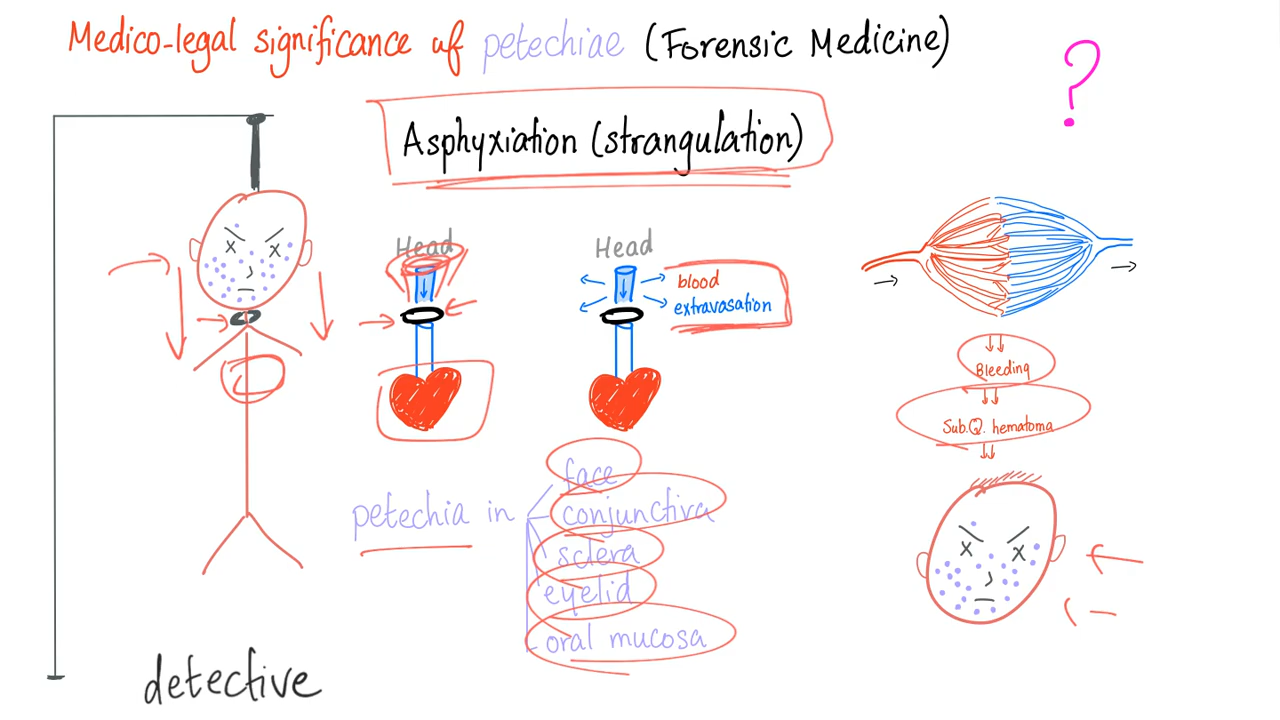 Medico-legal significance of petechiae (Forensic Medicine)
?
Asphyxiation (strangulation)
Head
Head
blood
extravasation
Bleeding
Sub.Q. hematoma
petechia in
face
conjunctiva
sclera
eyelid
oral mucosa
x x
x x
detective